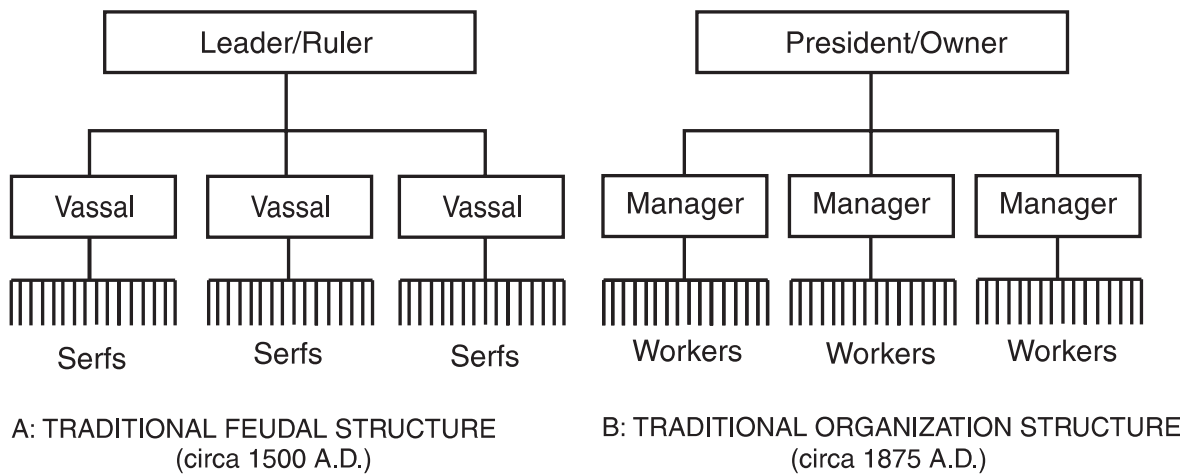 Leader/Ruler
Vassal
Vassal
Vassal
Serfs
Serfs
Serfs
A: TRADITIONAL FEUDAL STRUCTURE
(circa 1500 A.D.)
President/Owner
Manager
Manager
Manager
Workers
Workers
Workers
B: TRADITIONAL ORGANIZATION STRUCTURE
(circa 1875 A.D.)